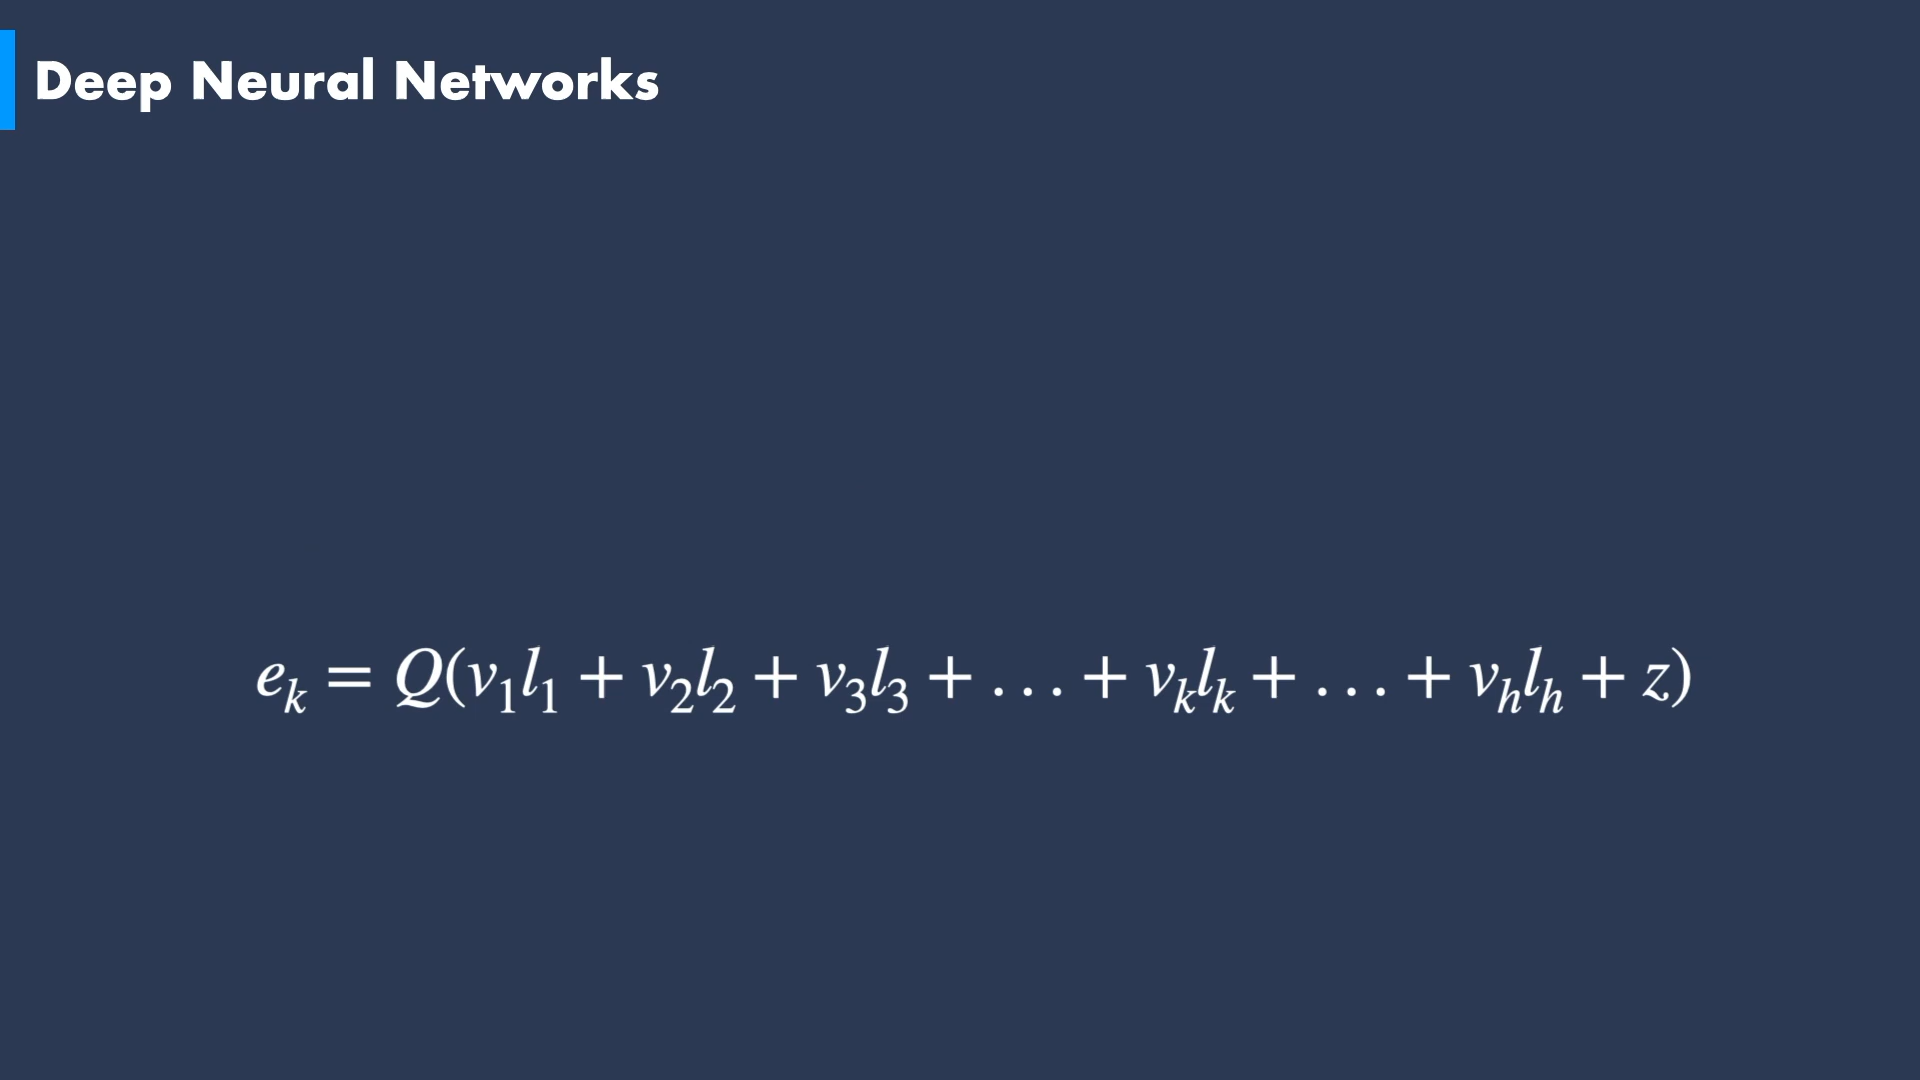 Deep Neural Networks
e_k = Q(v_1l_1 + v_2l_2 + v_3l_3 + . . . + v_kl_k + . . . + v_hl_h + z)